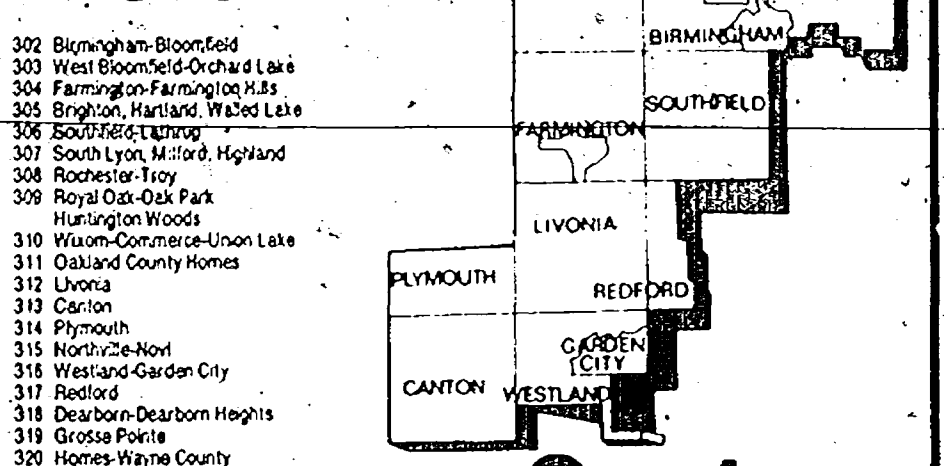 302 Birmingham-Bloomfield
303 West Bloomfield-Orchard Lake
304 Farmington-Farmington Hills
305 Brighton, Hartland, Walled Lake
306 Southfield-Lathrup
307 South Lyon, Milford, Highland
308 Rochester-Troy
309 Royal Oak-Oak Park
Huntington Woods
310 Wixom-Commerce-Union Lake
311 Oakland County Homes
312 Livonia
313 Canton
314 Plymouth
315 Northville-Novi
316 Westland-Garden City
317 Redford
318 Dearborn-Dearborn Heights
319 Grosse Pointe
320 Homes-Wayne County
BIRMINGHAM
SOUTHFIELD
FARMINGTON
LIVONIA
PLYMOUTH
REDFORD
GARDEN
CITY
CANTON
WESTLAND